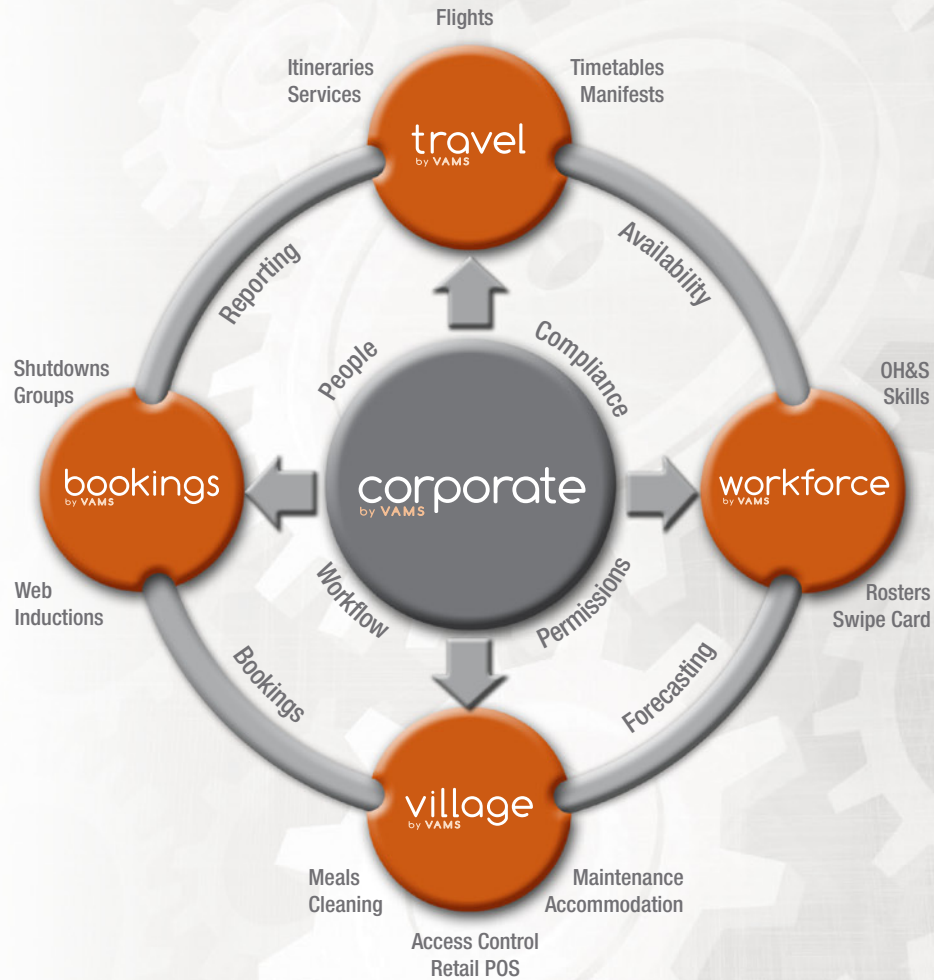 Flights
Itineraries
Services
Timetables
Manifests
travel
by VAMS
Reporting
Availability
People
Compliance
Shutdowns
Groups
OH&S
Skills
bookings
by VAMS
corporate
by VAMS
workforce
by VAMS
Web
Inductions
Workflow
Permissions
Rosters
Swipe Card
Bookings
Forecasting
village
by VAMS
Meals
Cleaning
Maintenance
Accommodation
Access Control
Retail POS